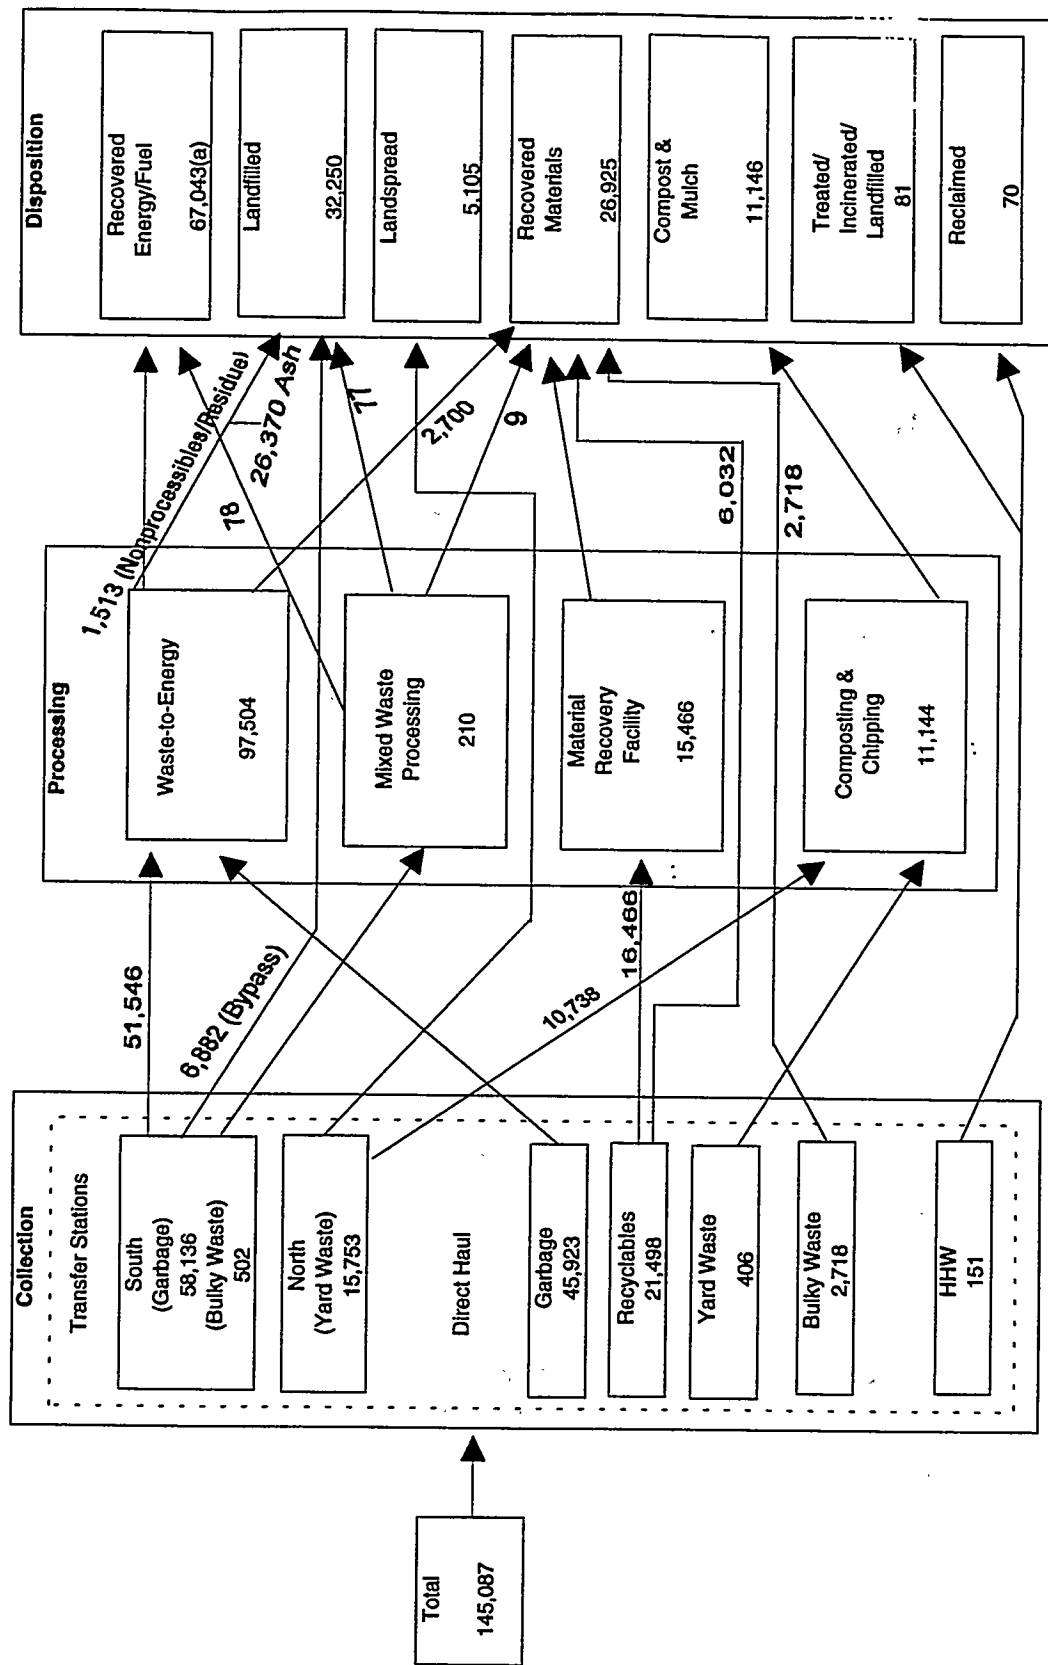 Total
145,087
Collection
Transfer Stations
South
(Garbage)
58,136
(Bulky Waste)
502
North
(Yard Waste)
15,753
Direct Haul
Garbage
45,923
Recyclables
21,498
Yard Waste
406
Bulky Waste
2,718
HHW
151
51,546
6,882 (Bypass)
10,738
16,466
Processing
Waste-to-Energy
97,504
Mixed Waste
Processing
210
Material
Recovery
Facility
15,466
Composting &
Chipping
11,144
1,513 (Nonprocessibles/Residue)
26,370 Ash
18
11
2,700
9
6,032
2,718
Disposition
Recovered
Energy/Fuel
67,043(a)
Landfilled
32,250
Landspread
5,105
Recovered
Materials
26,925
Compost &
Mulch
11,146
Treated/
Incinerated/
Landfilled
81
Reclaimed
70